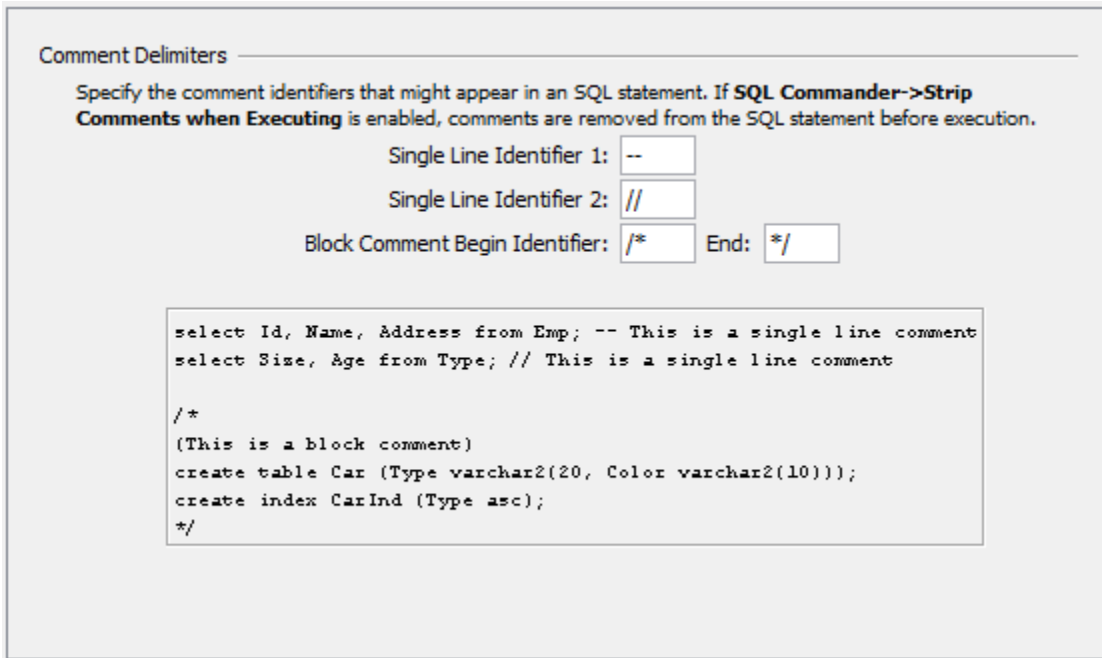 Comment Delimiters
Specify the comment identifiers that might appear in an SQL statement. If SQL Commander->Strip
Comments when Executing is enabled, comments are removed from the SQL statement before execution.
Single Line Identifier 1: --
Single Line Identifier 2: //
Block Comment Begin Identifier: /* End: */
select Id, Name, Address from Emp; -- This is a single line comment
select Size, Age from Type; // This is a single line comment
/*
(This is a block comment)
create table Car (Type varchar2(20, Color varchar2(10)));
create index CarInd (Type asc);
*/